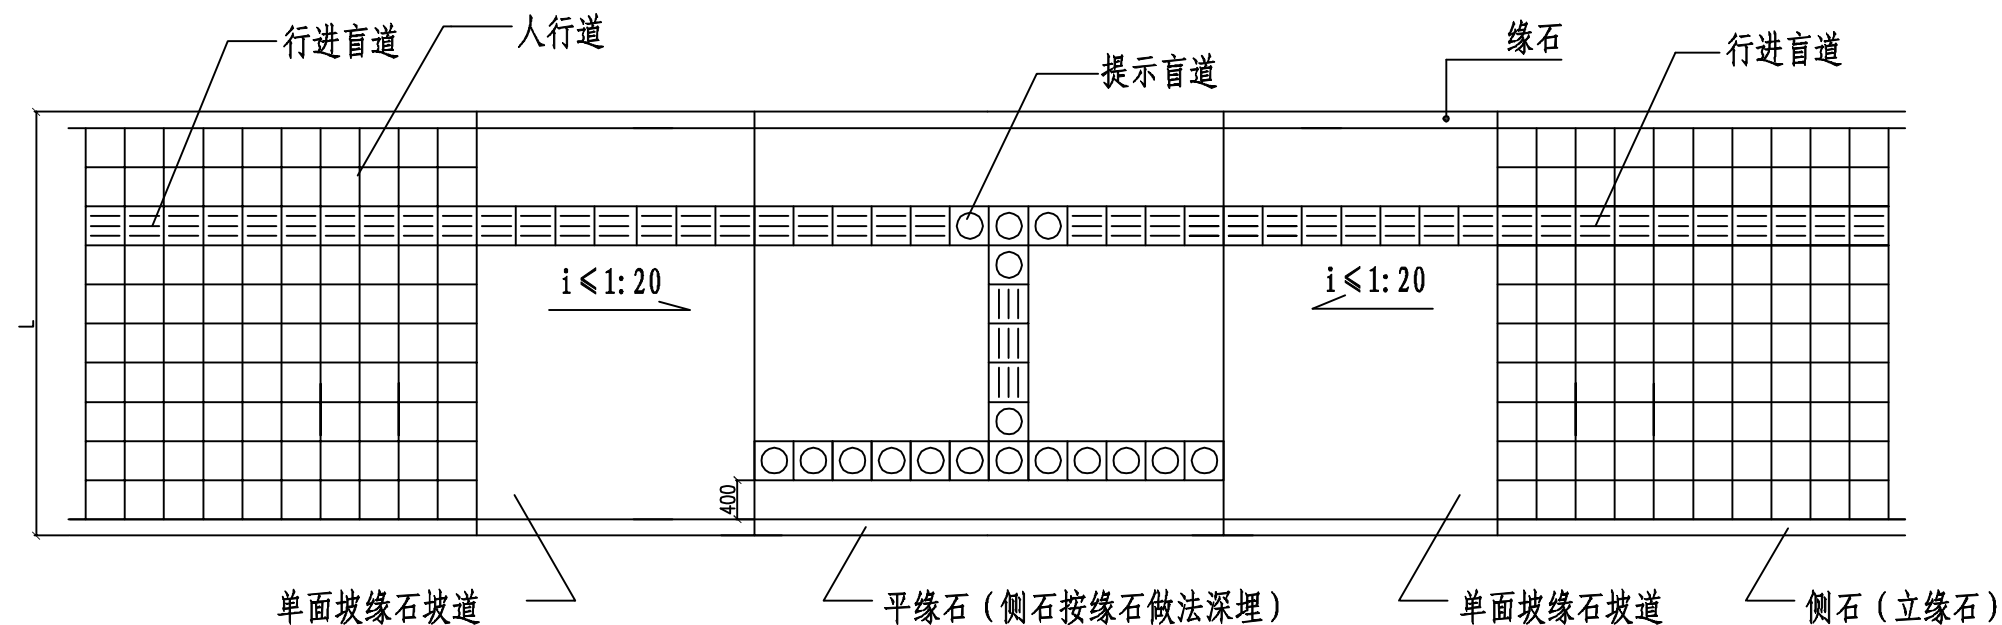 行进盲道
人行道
提示盲道
缘石
行进盲道
i≤1:20
i≤1:20
L
400
单面坡缘石坡道
平缘石（侧石按缘石做法深埋）
单面坡缘石坡道
侧石（立缘石）